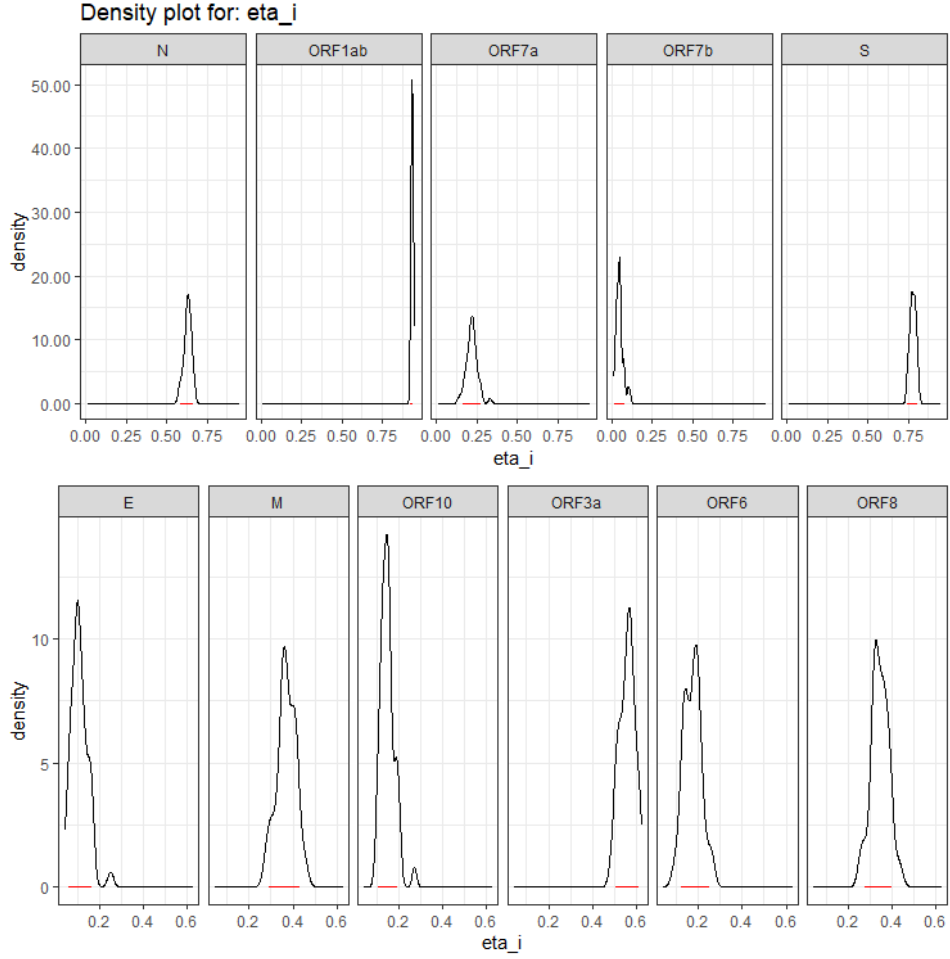 Density plot for: eta_i
N ORF1ab ORF7a ORF7b S
50.00
40.00
30.00
20.00
10.00
0.00
density
0.00 0.25 0.50 0.75 0.00 0.25 0.50 0.75 0.00 0.25 0.50 0.75 0.00 0.25 0.50 0.75 0.00 0.25 0.50 0.75
eta_i
E M ORF10 ORF3a ORF6 ORF8
10
5
0
density
0.2 0.4 0.6 0.2 0.4 0.6 0.2 0.4 0.6 0.2 0.4 0.6 0.2 0.4 0.6 0.2 0.4 0.6
eta_i